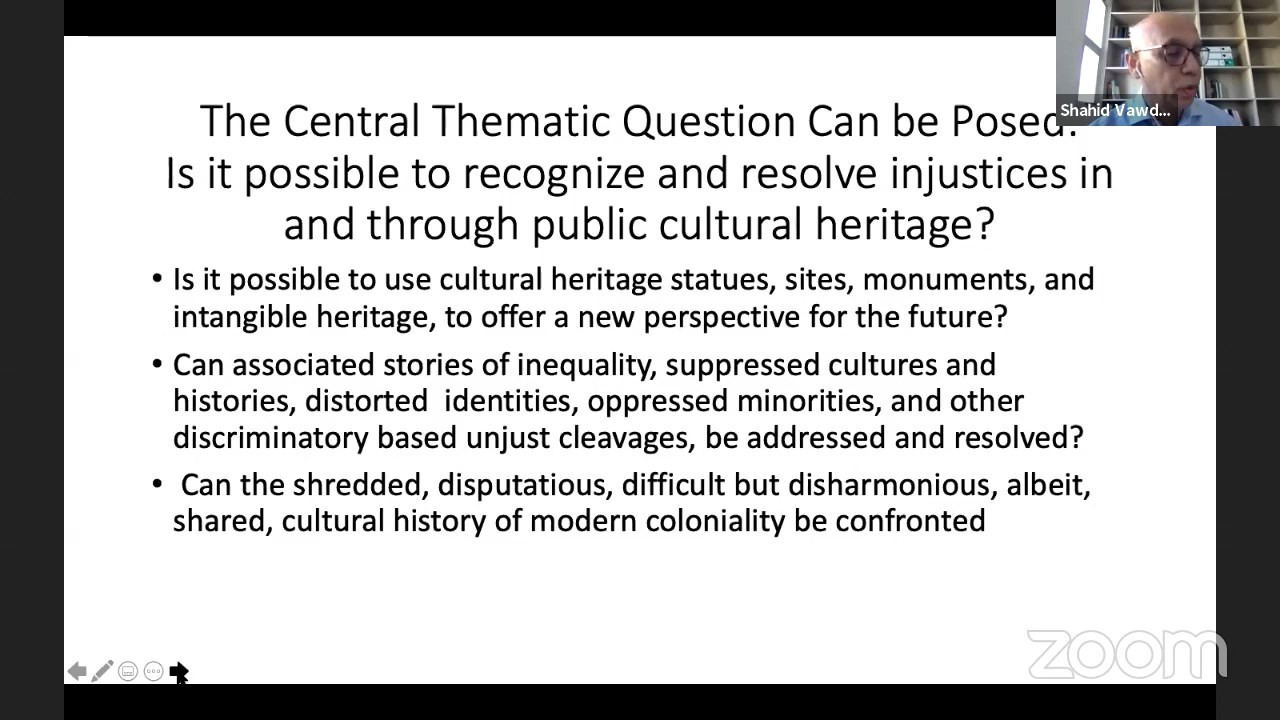 The Central Thematic Question Can be Posed:
Is it possible to recognize and resolve injustices in
and through public cultural heritage?
• Is it possible to use cultural heritage statues, sites, monuments, and
intangible heritage, to offer a new perspective for the future?
• Can associated stories of inequality, suppressed cultures and
histories, distorted identities, oppressed minorities, and other
discriminatory based unjust cleavages, be addressed and resolved?
• Can the shredded, disputatious, difficult but disharmonious, albeit,
shared, cultural history of modern coloniality be confronted
Shahid Vawd...
zoom